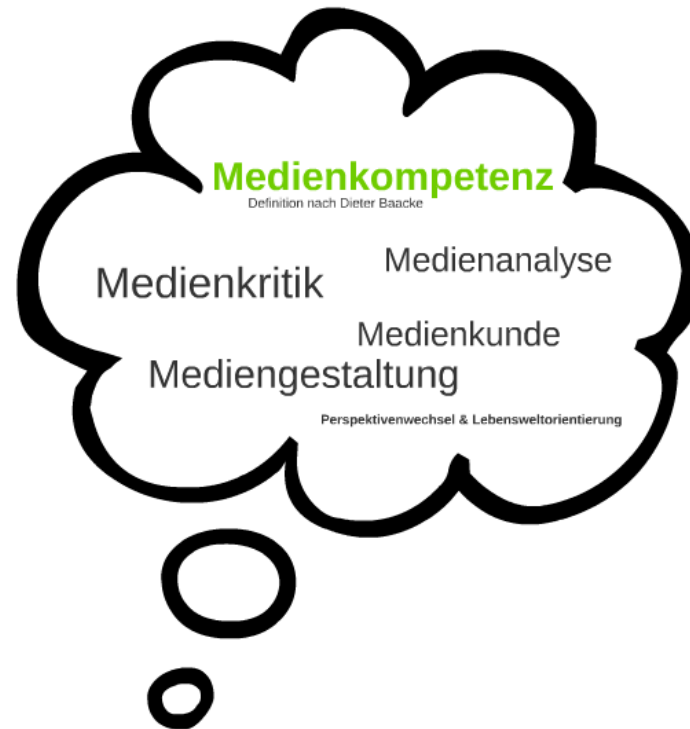 Medienkompetenz
Definition nach Dieter Baacke
Medienanalyse
Medienkritik
Medienkunde
Mediengestaltung
Perspektivenwechsel & Lebensweltorientierung